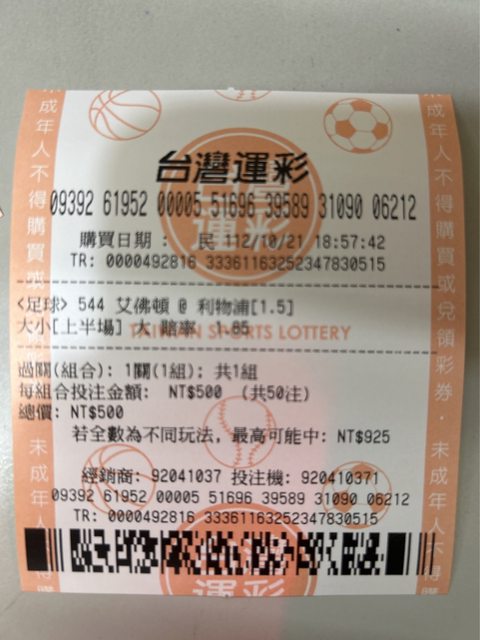 台灣運彩
09392 61952 00005 51696 39589 31090 06212
購買日期: 民 112/10/21 18:57:42
TR: 0000492816 33361163252347830515
<足球> 544 艾佛頓 @ 利物浦[1.5]
大小[上半場] 大 賠率 1.85
TAIWAN SPORTS LOTTERY
過關(組合): 1關(1組): 共1組
每組合投注金額: NT$500 (共50注)
總價: NT$500
若全數為不同玩法, 最高可能中: NT$925
經銷商: 92041037 投注機: 920410371
09392 61952 00005 51696 39589 31090 06212
TR: 0000492816 33361163252347830515
運彩
未成年人不得購買或
未成年人
未成年人不得購買或兌領彩券.
未成年人不得